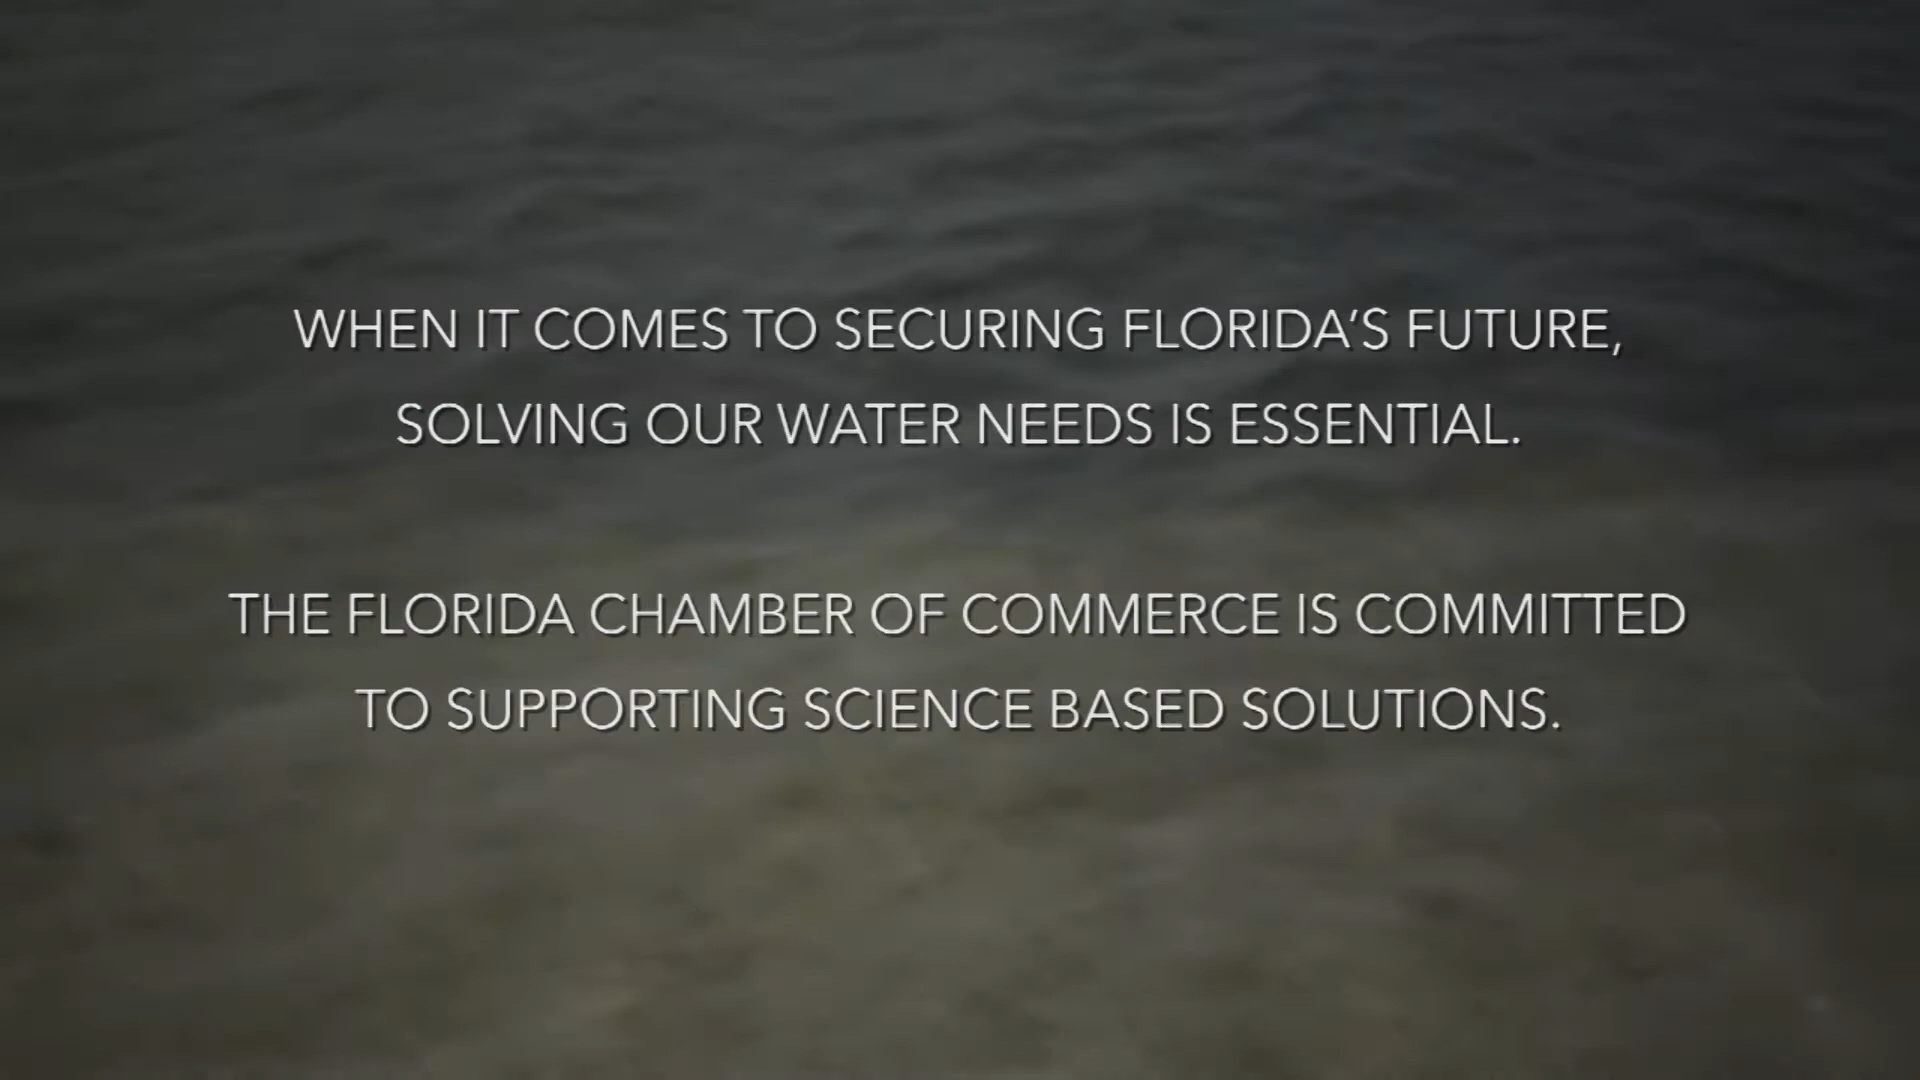 WHEN IT COMES TO SECURING FLORIDA'S FUTURE,
SOLVING OUR WATER NEEDS IS ESSENTIAL.
THE FLORIDA CHAMBER OF COMMERCE IS COMMITTED
TO SUPPORTING SCIENCE BASED SOLUTIONS.